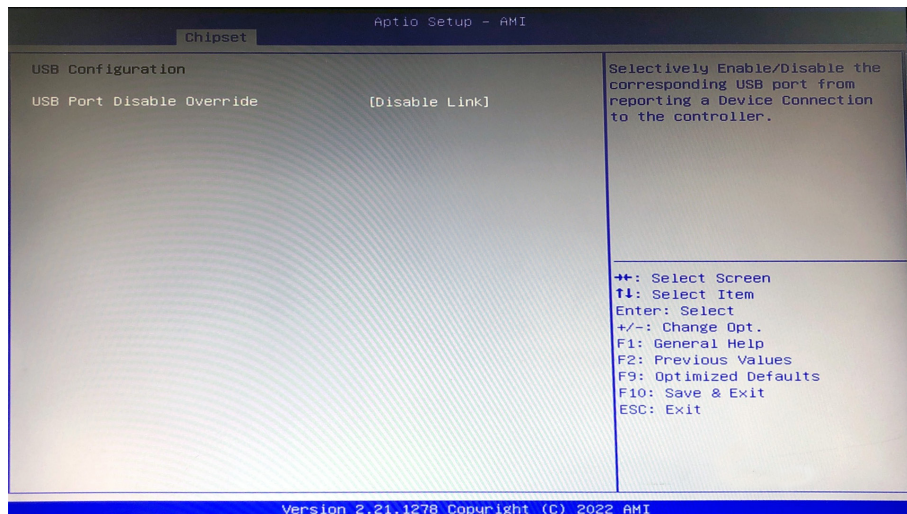 Aptio Setup – AMI
Chipset
USB Configuration
USB Port Disable Override [Disable Link]
Selectively Enable/Disable the
corresponding USB port from
reporting a Device Connection
to the controller.
→←: Select Screen
↑↓: Select Item
Enter: Select
+/-: Change Opt.
F1: General Help
F2: Previous Values
F9: Optimized Defaults
F10: Save & Exit
ESC: Exit
Version 2.21.1278 Copyright (C) 2022 AMI